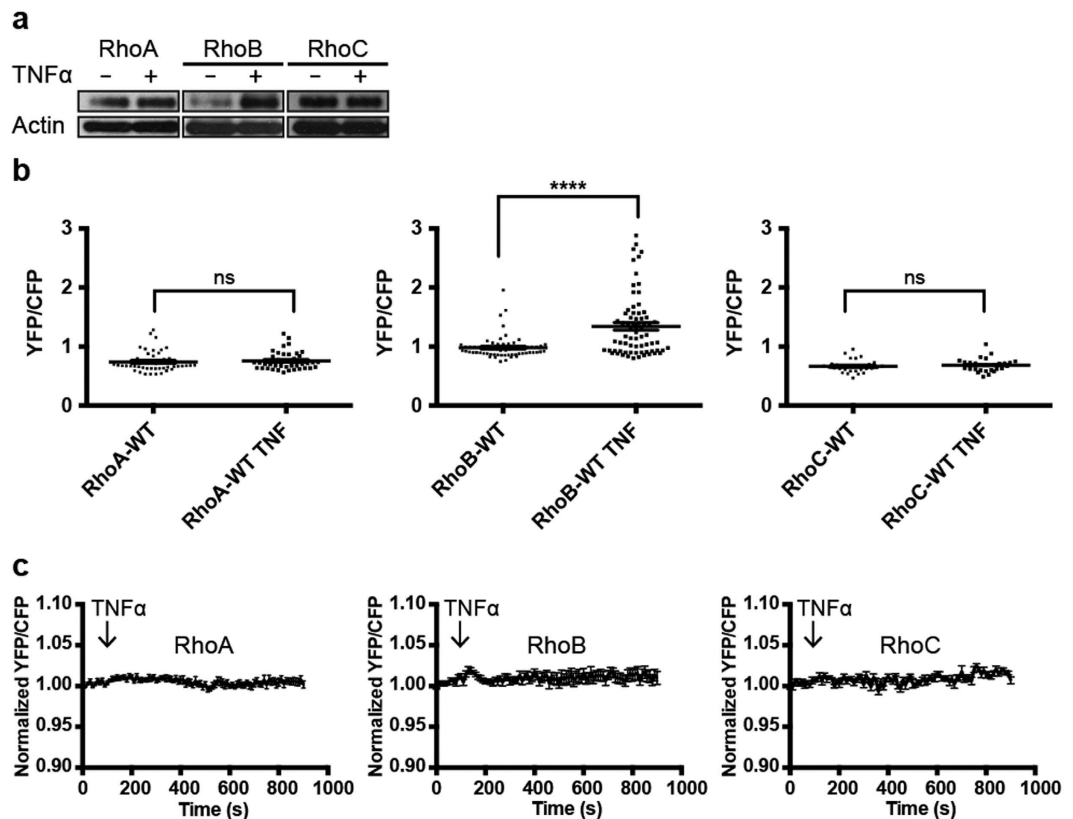 a
RhoA RhoB RhoC
TNFα – + – + – +
Actin
b
****
3 3 3
ns ns
2 2 2
YFP/CFP YFP/CFP YFP/CFP
1 1 1
0 0 0
RhoA-WT RhoA-WT TNF RhoB-WT RhoB-WT TNF RhoC-WT RhoC-WT TNF
c
1.10 TNFα 1.10 TNFα 1.10 TNFα
1.05 RhoA 1.05 RhoB 1.05 RhoC
Normalized YFP/CFP Normalized YFP/CFP Normalized YFP/CFP
1.00 1.00 1.00
0.95 0.95 0.95
0.90 0.90 0.90
0 200 400 600 800 1000 0 200 400 600 800 1000 0 200 400 600 800 1000
Time (s) Time (s) Time (s)